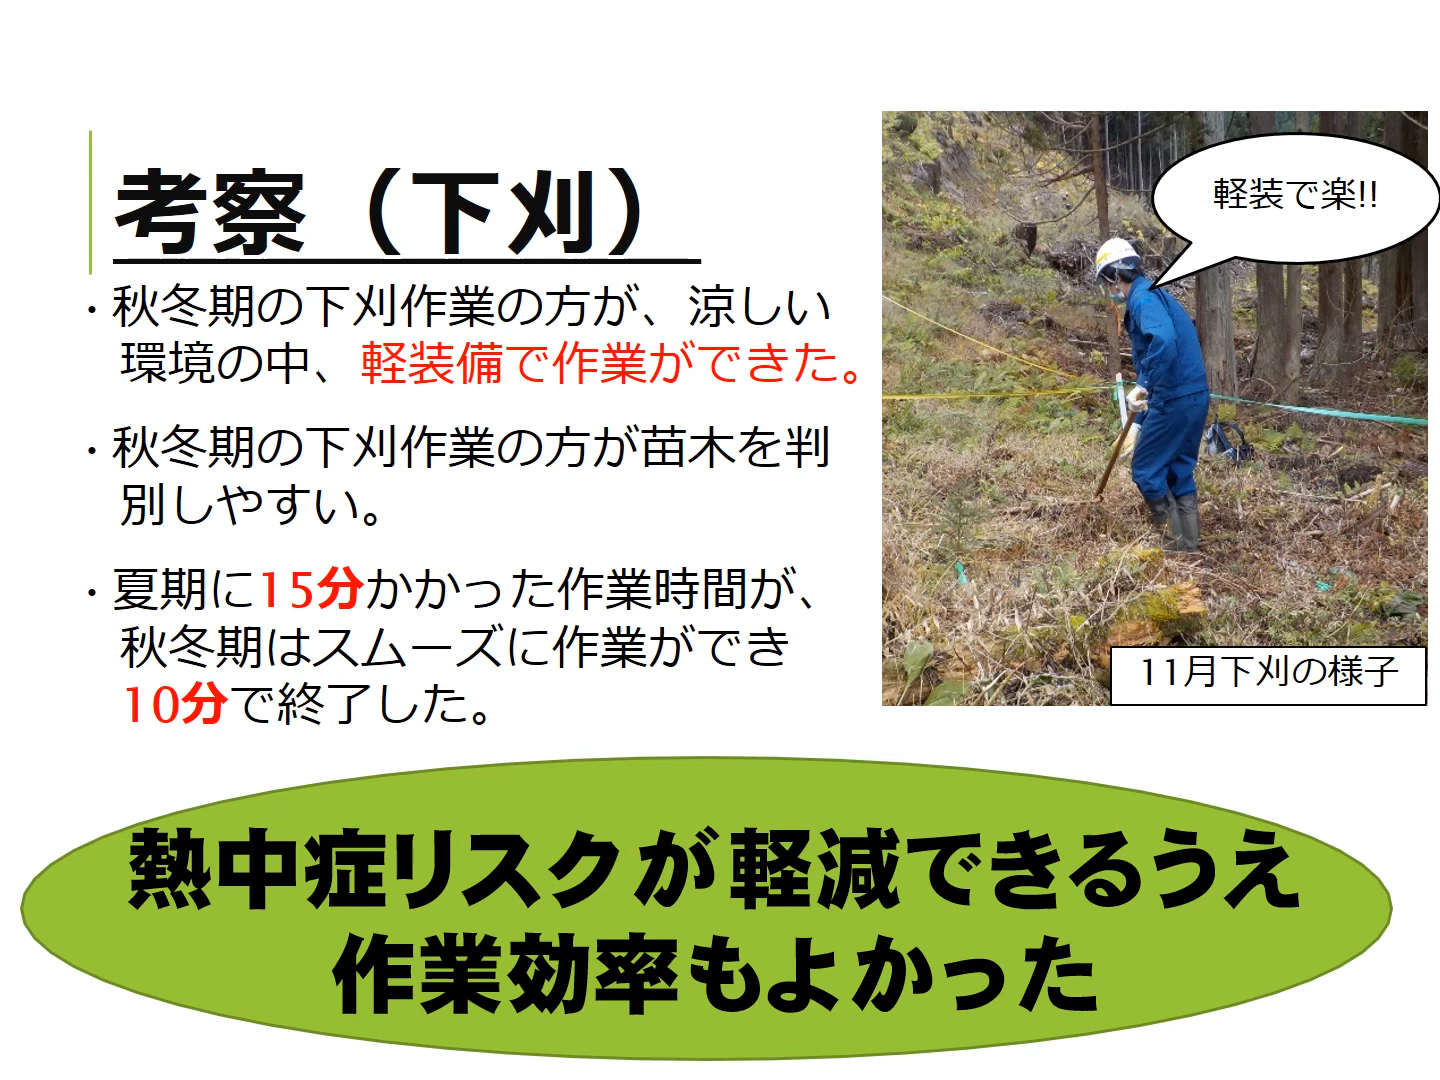 考察（下刈）
・秋冬期の下刈作業の方が、涼しい
環境の中、軽装備で作業ができた。
・秋冬期の下刈作業の方が苗木を判
別しやすい。
・夏期に15分かかった作業時間が、
秋冬期はスムーズに作業ができ
10分で終了した。
軽装で楽!!
11月下刈の様子
熱中症リスクが軽減できるうえ
作業効率もよかった